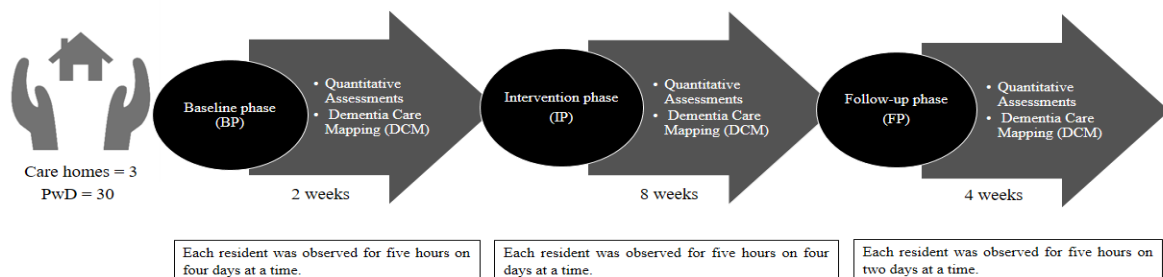 Care homes = 3
PwD = 30
Baseline phase
(BP)
• Quantitative
Assessments
• Dementia Care
Mapping (DCM)
2 weeks
Intervention phase
(IP)
• Quantitative
Assessments
• Dementia Care
Mapping (DCM)
8 weeks
Follow-up phase
(FP)
• Quantitative
Assessments
• Dementia Care
Mapping (DCM)
4 weeks
Each resident was observed for five hours on
four days at a time.
Each resident was observed for five hours on four
days at a time.
Each resident was observed for five hours on
two days at a time.